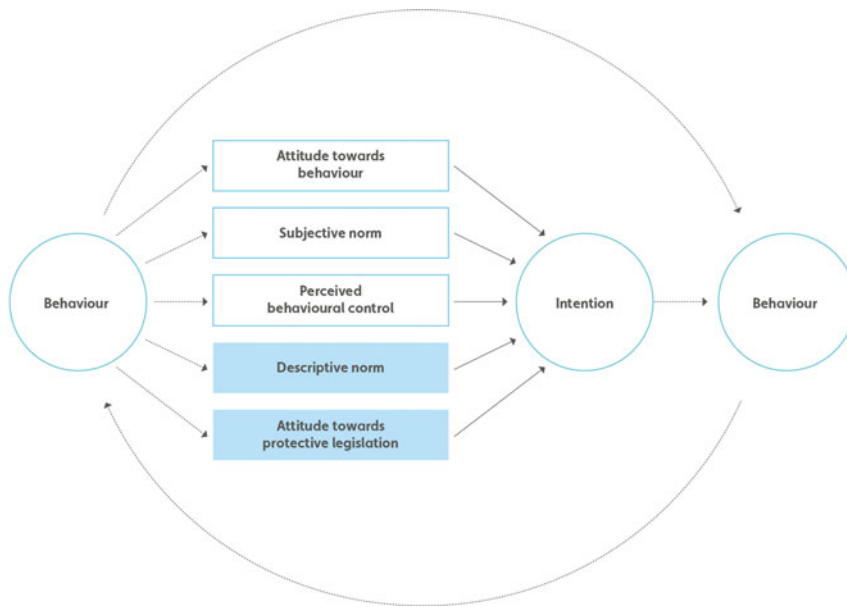 Attitude towards
behaviour
Subjective norm
Behaviour
Perceived
behavioural control
Intention
Behaviour
Descriptive norm
Attitude towards
protective legislation